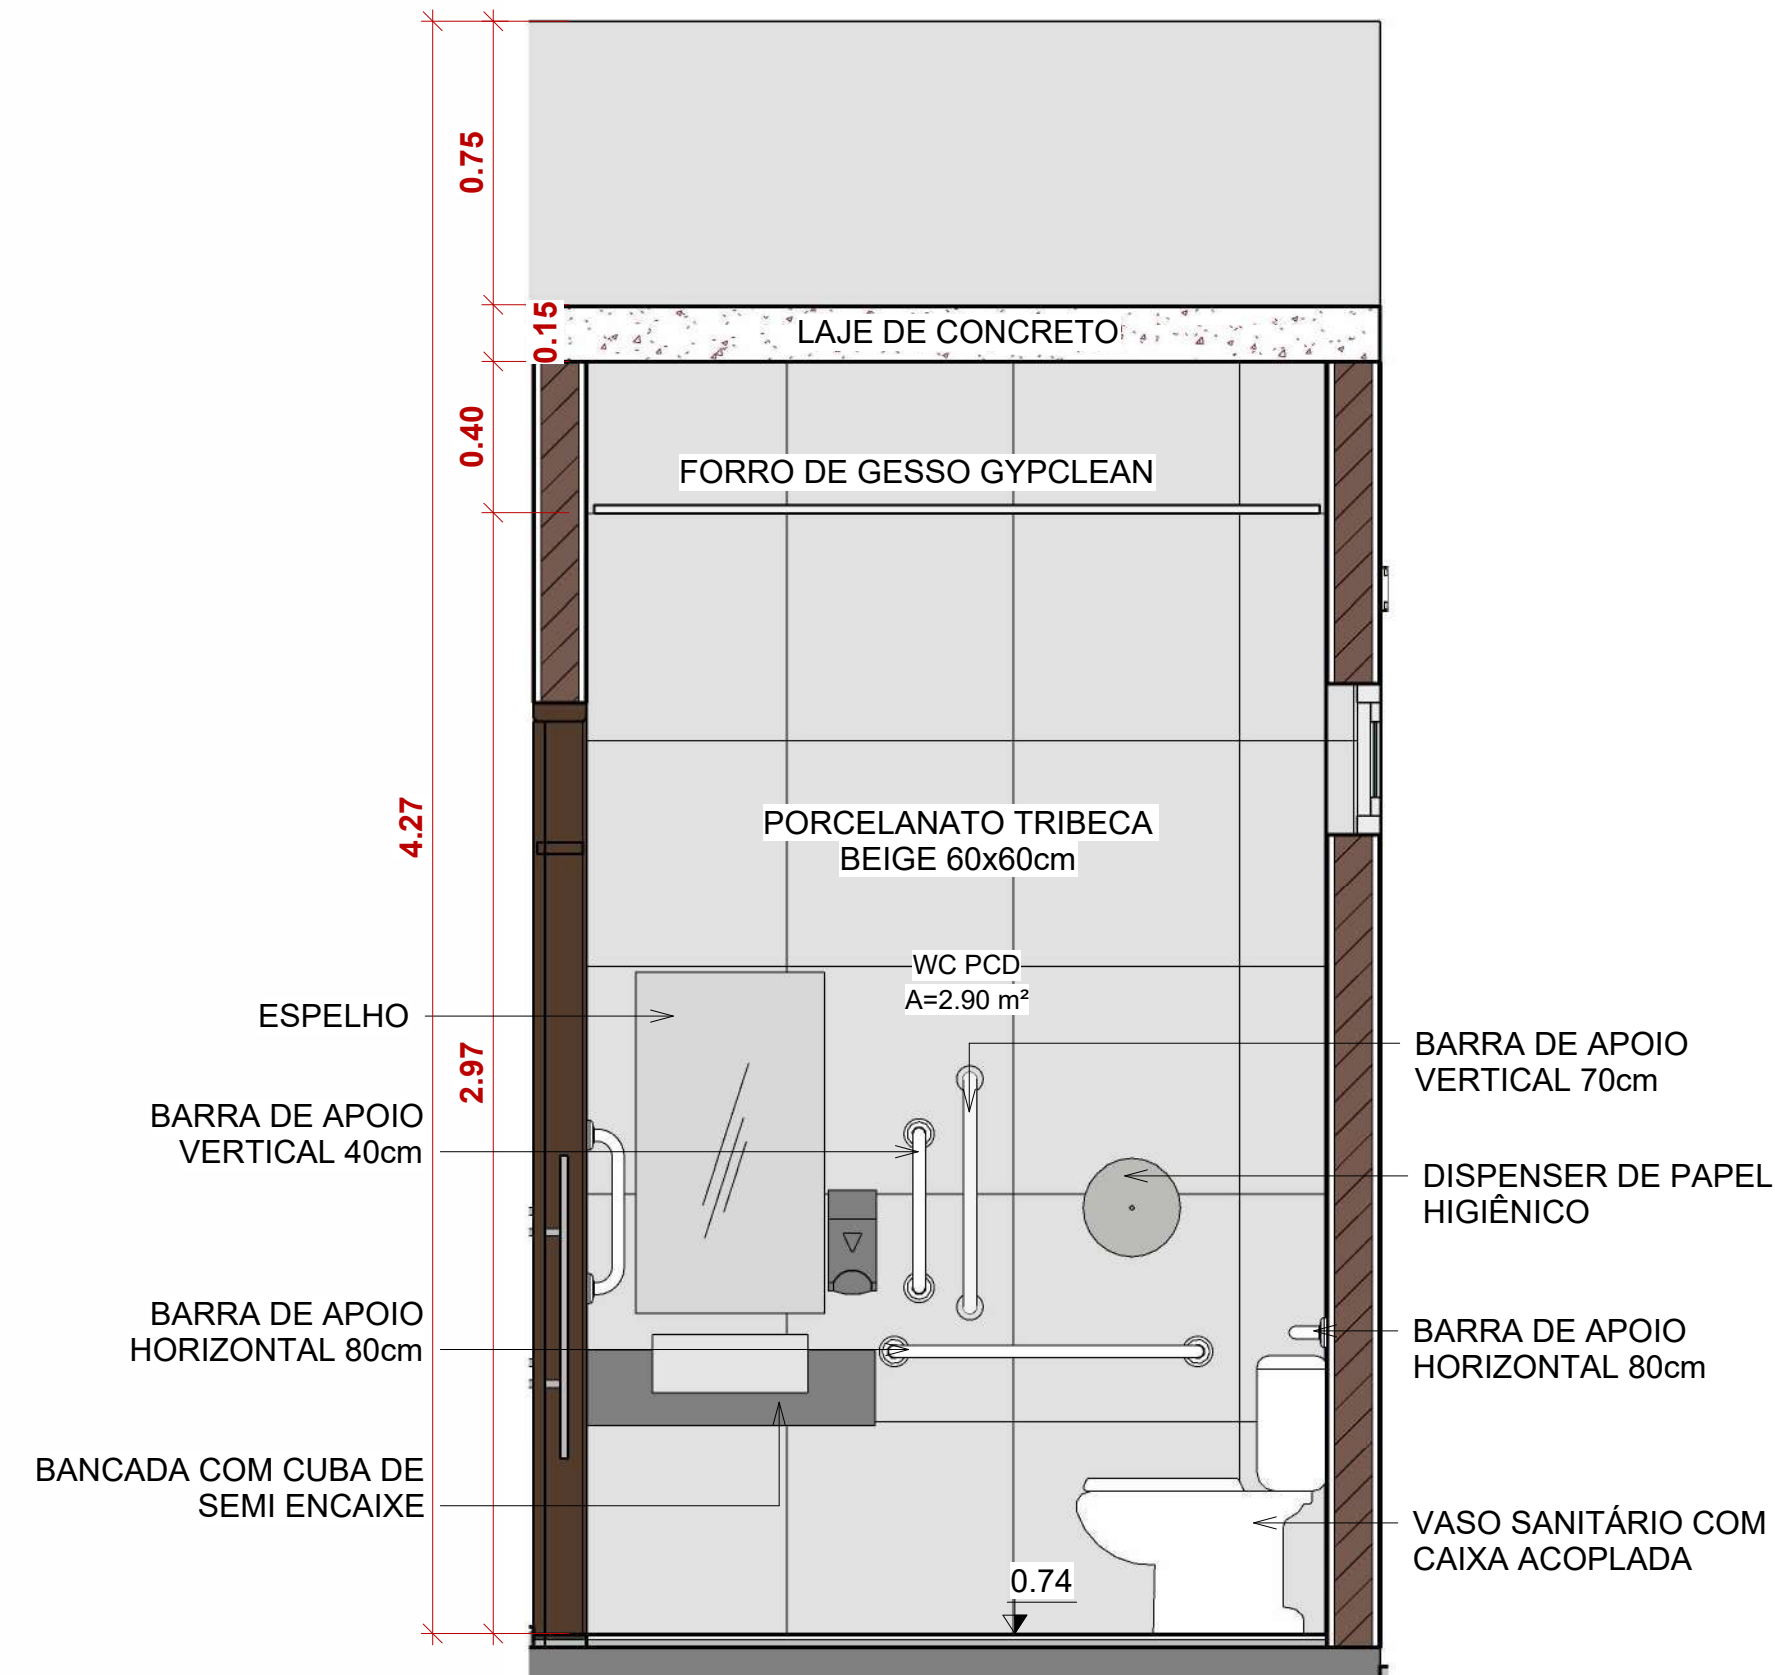 0.75
0.15
LAJE DE CONCRETO
0.40
FORRO DE GESSO GYPCLEAN
4.27
PORCELANATO TRIBECA
BEIGE 60x60cm
WC PCD
A=2.90 m²
ESPELHO
2.97
BARRA DE APOIO
VERTICAL 70cm
BARRA DE APOIO
VERTICAL 40cm
DISPENSER DE PAPEL
HIGIÊNICO
BARRA DE APOIO
HORIZONTAL 80cm
BARRA DE APOIO
HORIZONTAL 80cm
BANCADA COM CUBA DE
SEMI ENCAIXE
VASO SANITÁRIO COM
CAIXA ACOPLADA
0.74